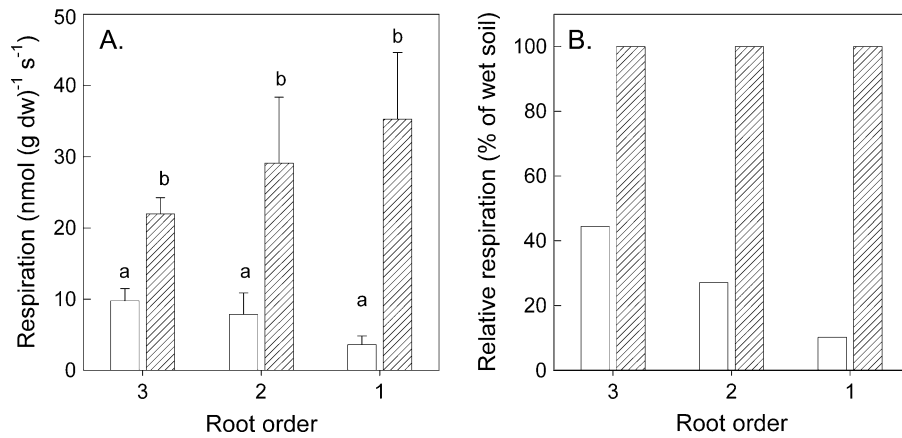 A.
Respiration (nmol (g dw)⁻¹ s⁻¹)
50
40
30
20
10
0
a
b
a
b
a
b
3
2
1
Root order
B.
Relative respiration (% of wet soil)
100
80
60
40
20
0
3
2
1
Root order